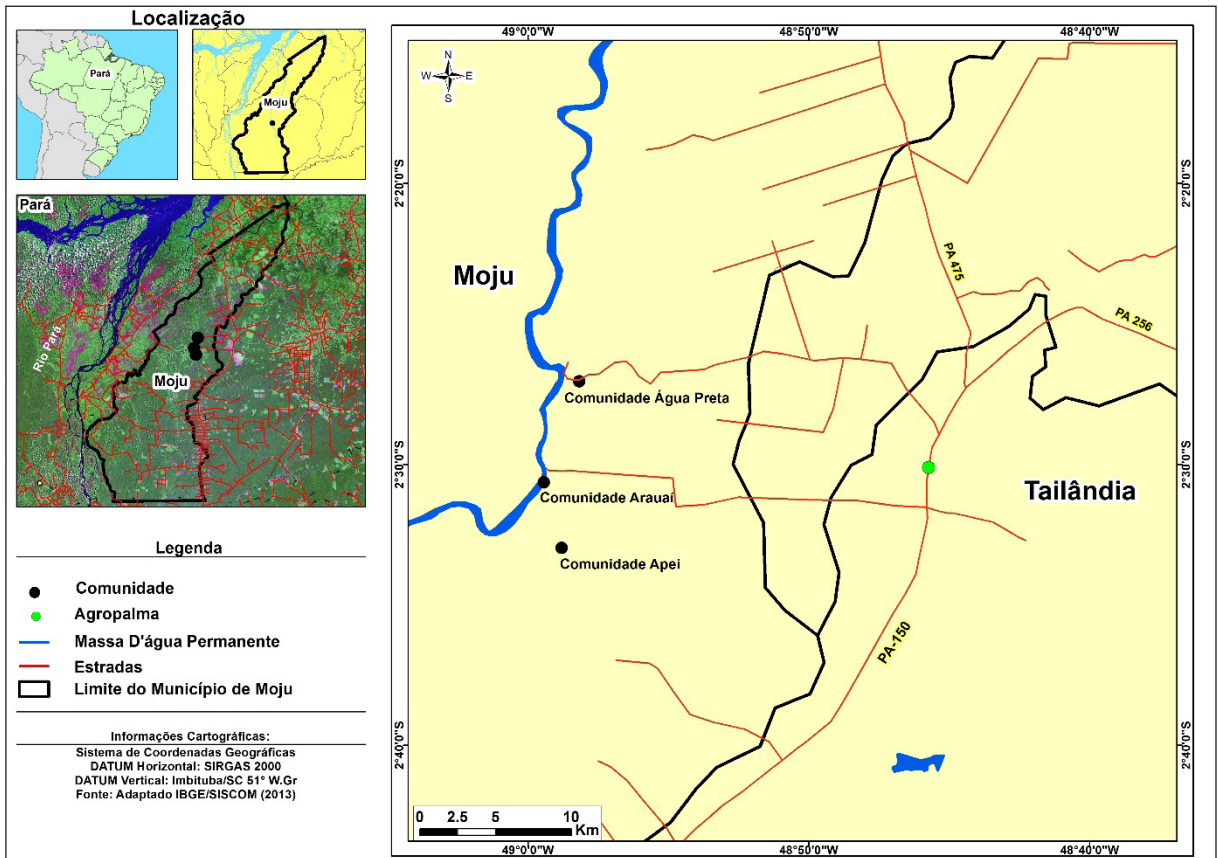 Localização
Pará
Moju
Pará
Rio Pará
Moju
Legenda
Comunidade
Agropalma
Massa D'água Permanente
Estradas
Limite do Município de Moju
Informações Cartográficas:
Sistema de Coordenadas Geográficas
DATUM Horizontal: SIRGAS 2000
DATUM Vertical: Imbituba/SC 51° W.Gr
Fonte: Adaptado IBGE/SISCOM (2013)
49°0'0"W
48°50'0"W
48°40'0"W
N
W E
S
2°20'0"S
2°20'0"S
Moju
PA 475
PA 256
Comunidade Água Preta
2°30'0"S
2°30'0"S
Comunidade Arauaí
Tailândia
Comunidade Apei
PA-150
2°40'0"S
2°40'0"S
0 2.5 5 10
Km
49°0'0"W
48°50'0"W
48°40'0"W